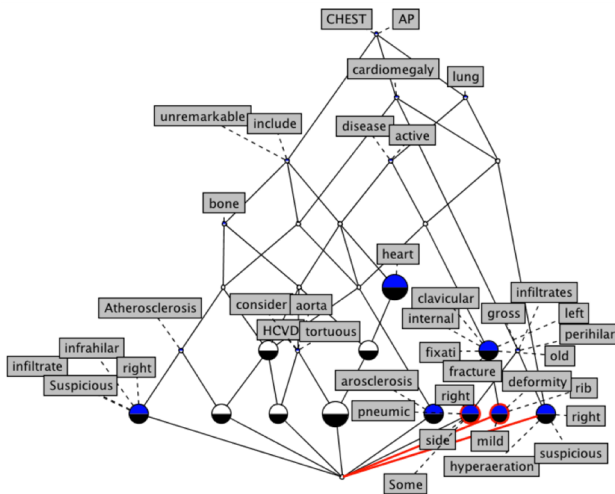 CHEST
AP
cardiomegaly
lung
unremarkable
include
disease
active
bone
heart
Atherosclerosis
consider
aorta
HCVD
tortuous
clavicular
internal
fixati
infiltrates
gross
left
perihilar
old
fracture
infrahilar
infiltrate
right
Suspicious
arosclerosis
pneumic
right
deformity
rib
right
side
mild
suspicious
hyperaeration
Some